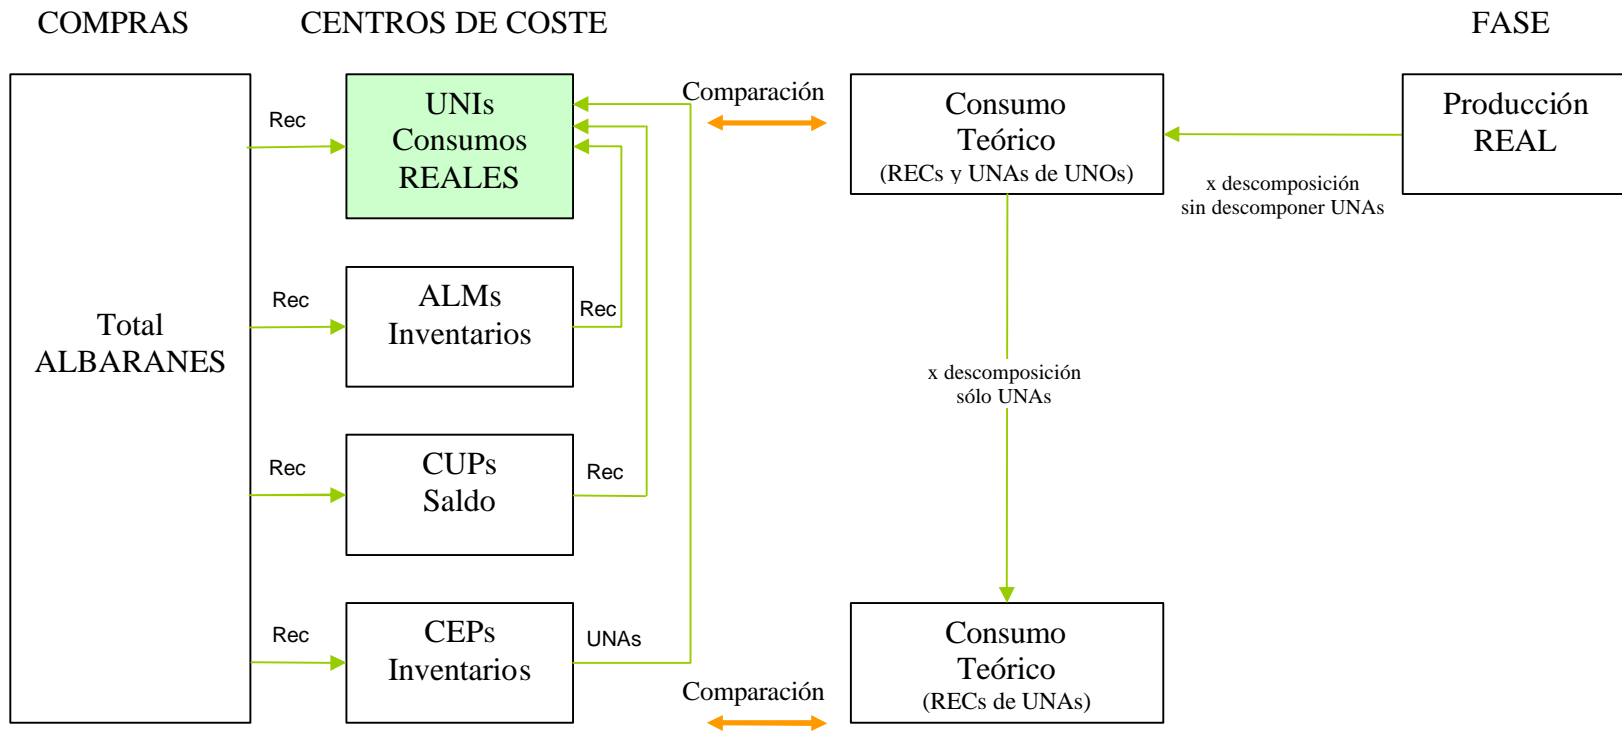 COMPRAS
CENTROS DE COSTE
FASE
Total
ALBARANES
Rec
UNIs
Consumos
REALES
Rec
ALMs
Inventarios
Rec
Rec
CUPs
Saldo
Rec
Rec
CEPs
Inventarios
UNAs
Comparación
Consumo
Teórico
(RECs y UNAs de UNOs)
x descomposición
sin descomponer UNAs
Producción
REAL
x descomposición
sólo UNAs
Comparación
Consumo
Teórico
(RECs de UNAs)